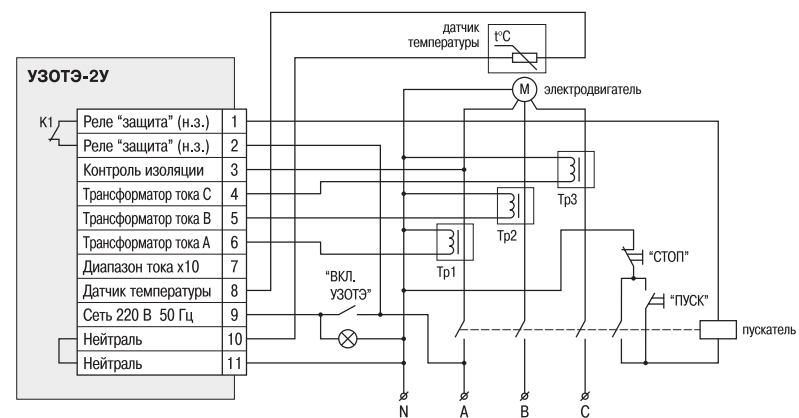 датчик
температуры
t°C
УЗОТЭ-2У
M
электродвигатель
K1
Реле “защита” (н.з.) 1
Реле “защита” (н.з.) 2
Контроль изоляции 3
Трансформатор тока C 4
Трансформатор тока B 5
Трансформатор тока A 6
Диапазон тока x10 7
Датчик температуры 8
Сеть 220 В 50 Гц 9
Нейтраль 10
Нейтраль 11
Тр3
Тр2
Тр1
“ВКЛ.
УЗОТЭ”
“СТОП”
“ПУСК”
пускатель
N A B C